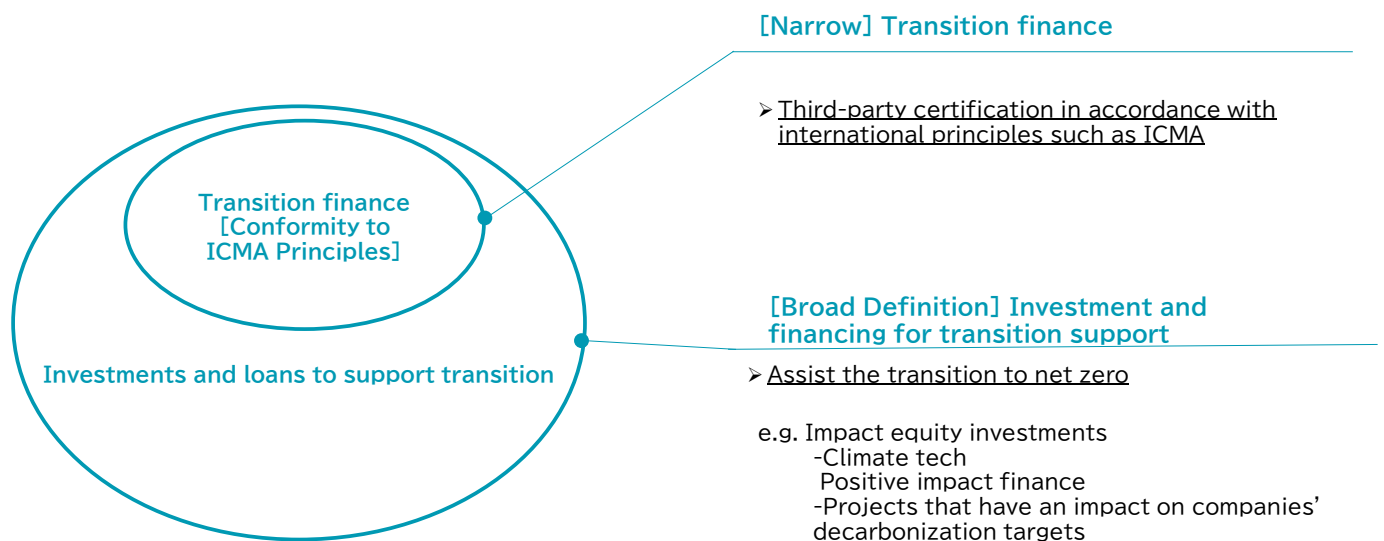 [Narrow] Transition finance
➢ Third-party certification in accordance with
international principles such as ICMA
Transition finance
[Conformity to
ICMA Principles]
Investments and loans to support transition
[Broad Definition] Investment and
financing for transition support
➢ Assist the transition to net zero
e.g. Impact equity investments
-Climate tech
Positive impact finance
-Projects that have an impact on companies’
decarbonization targets